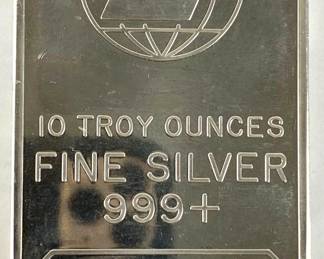 10 TROY OUNCES
FINE SILVER
999+